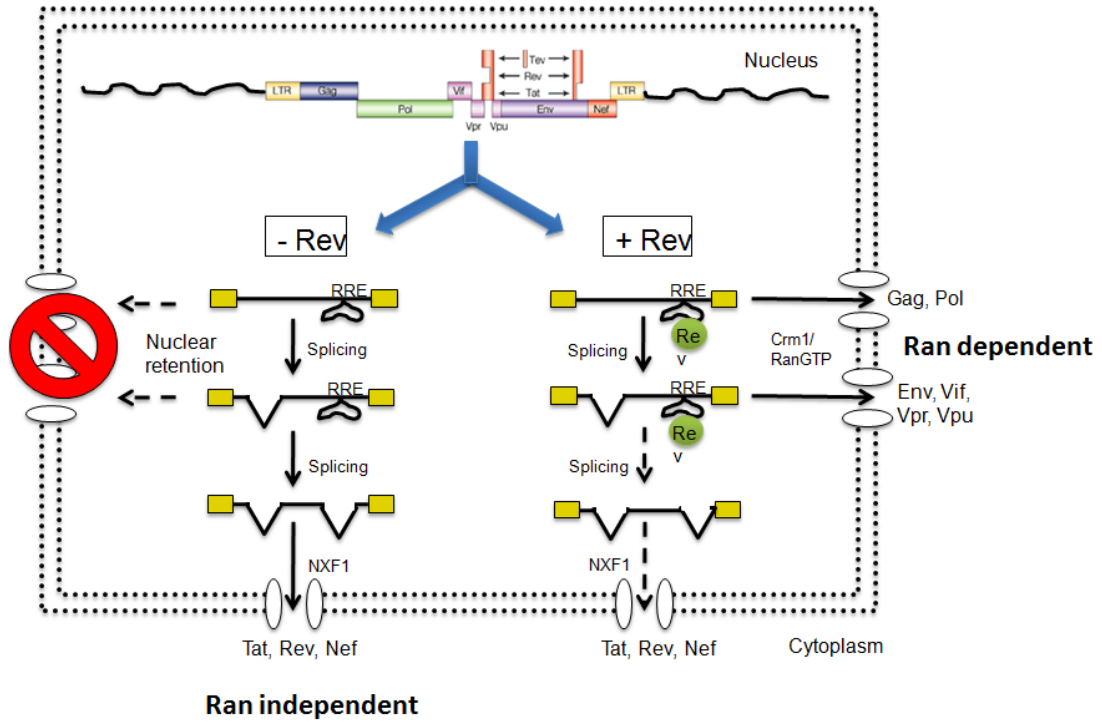 Nucleus
Tev
Rev
Tat
LTR
Gag
Vif
LTR
Pol
Env
Nef
Vpr
Vpu
- Rev
+ Rev
RRE
RRE
Gag, Pol
Nuclear
retention
Splicing
Splicing
Re
v
Crm1/
RanGTP
Ran dependent
RRE
RRE
Env, Vif,
Vpr, Vpu
Re
v
Splicing
Splicing
NXF1
NXF1
Tat, Rev, Nef
Tat, Rev, Nef
Cytoplasm
Ran independent